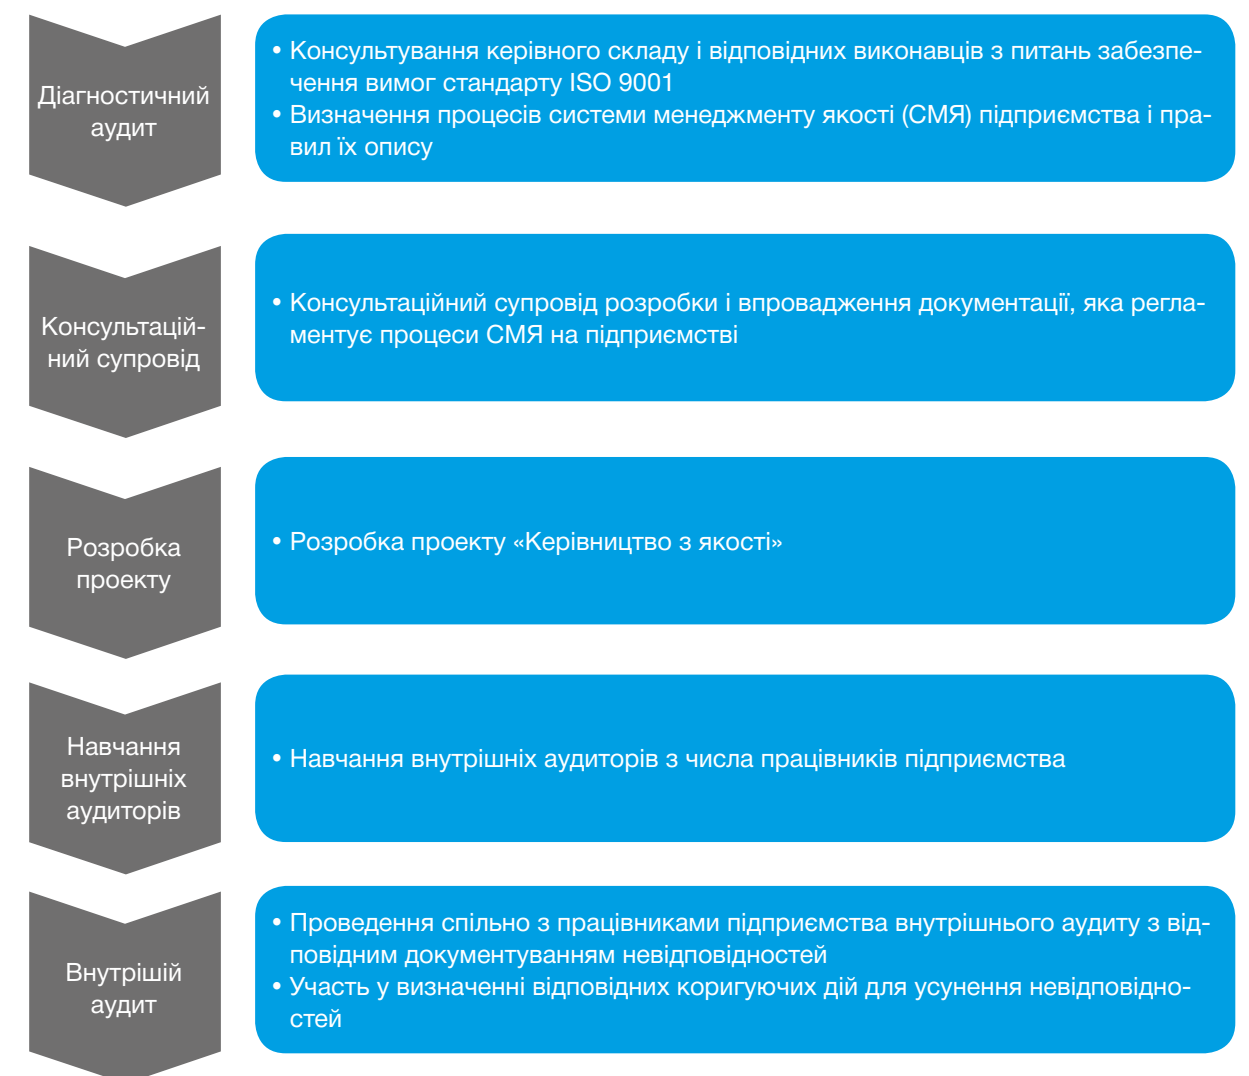 Діагностичний
аудит
• Консультування керівного складу і відповідних виконавців з питань забезпе-
чення вимог стандарту ISO 9001
• Визначення процесів системи менеджменту якості (СМЯ) підприємства і пра-
вил їх опису
Консультацій-
ний супровід
• Консультаційний супровід розробки і впровадження документації, яка регла-
ментує процеси СМЯ на підприємстві
Розробка
проекту
• Розробка проекту «Керівництво з якості»
Навчання
внутрішніх
аудиторів
• Навчання внутрішніх аудиторів з числа працівників підприємства
Внутрішій
аудит
• Проведення спільно з працівниками підприємства внутрішнього аудиту з від-
повідним документуванням невідповідностей
• Участь у визначенні відповідних коригуючих дій для усунення невідповідно-
стей